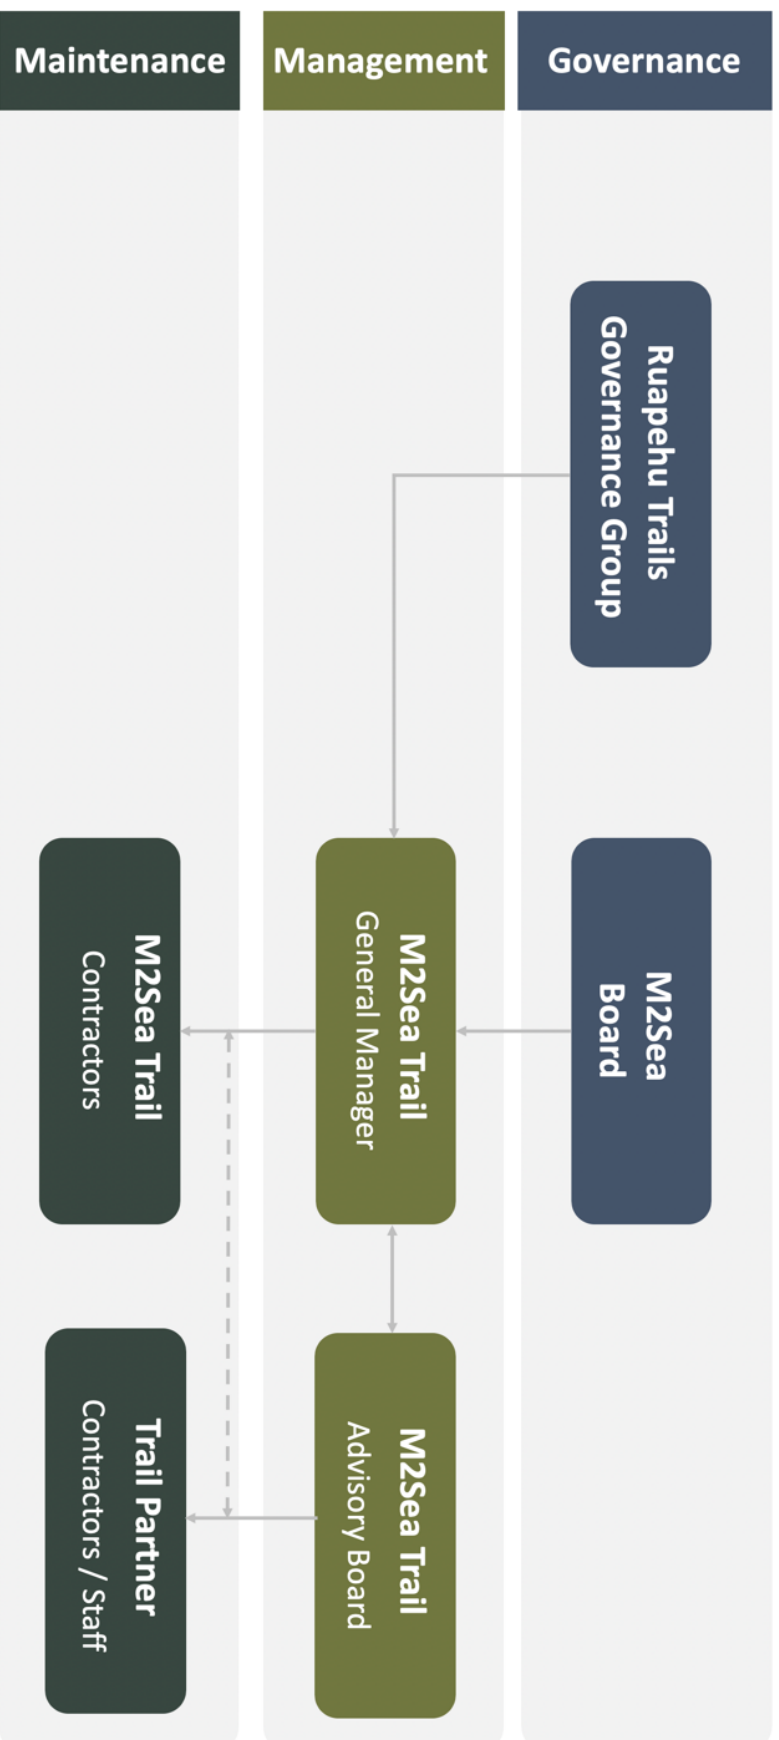 Maintenance
Management
Governance
Ruapehu Trails
Governance Group
M2Sea
Board
M2Sea Trail
General Manager
M2Sea Trail
Advisory Board
M2Sea Trail
Contractors
Trail Partner
Contractors / Staff